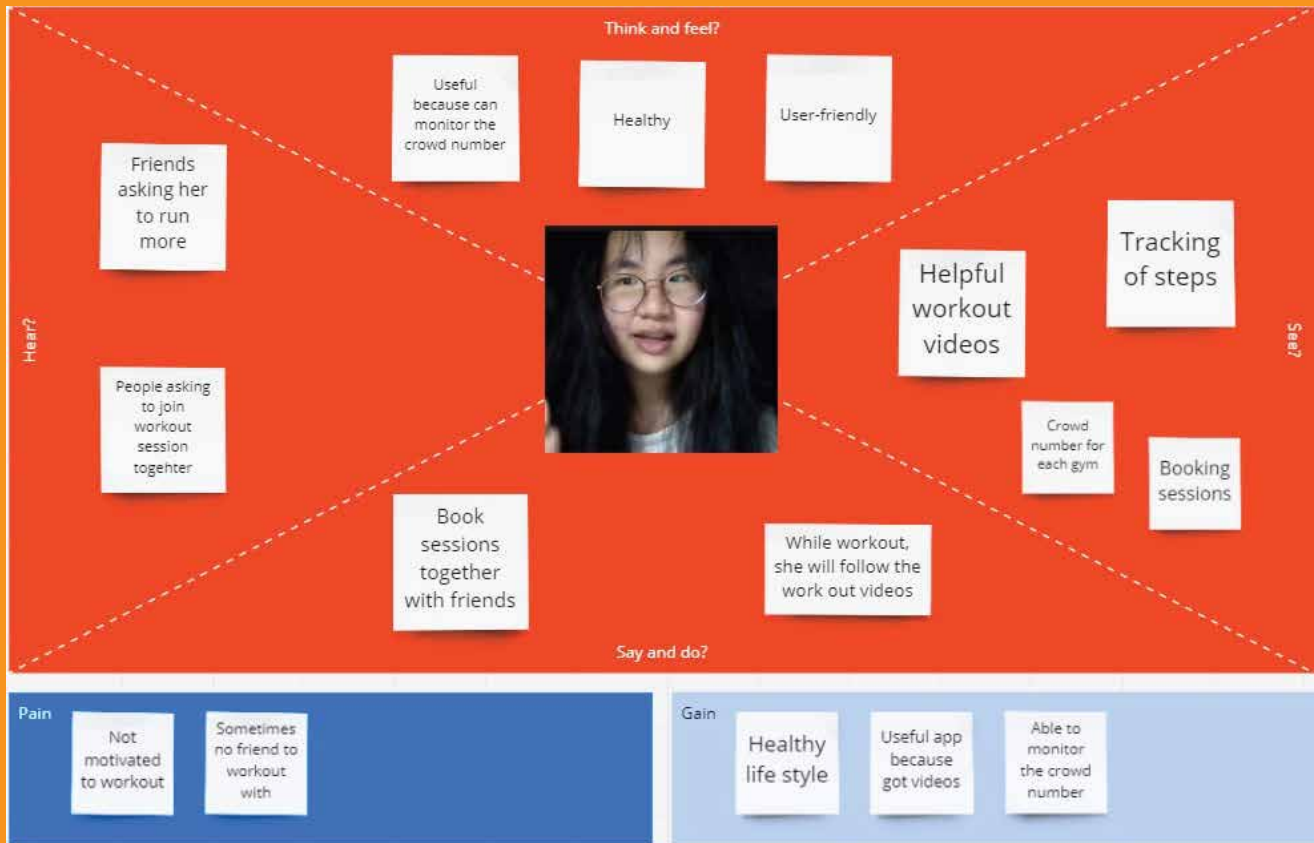 Think and feel?
Useful
because can
monitor the
crowd number
Healthy
User-friendly
Hear?
Friends
asking her
to run
more
People asking
to join
workout
session
togehter
See?
Helpful
workout
videos
Tracking
of steps
Crowd
number for
each gym
Booking
sessions
Book
sessions
together
with friends
While workout,
she will follow the
work out videos
Say and do?
Pain
Not
motivated
to workout
Sometimes
no friend to
workout
with
Gain
Healthy
life style
Useful app
because
got videos
Able to
monitor
the crowd
number